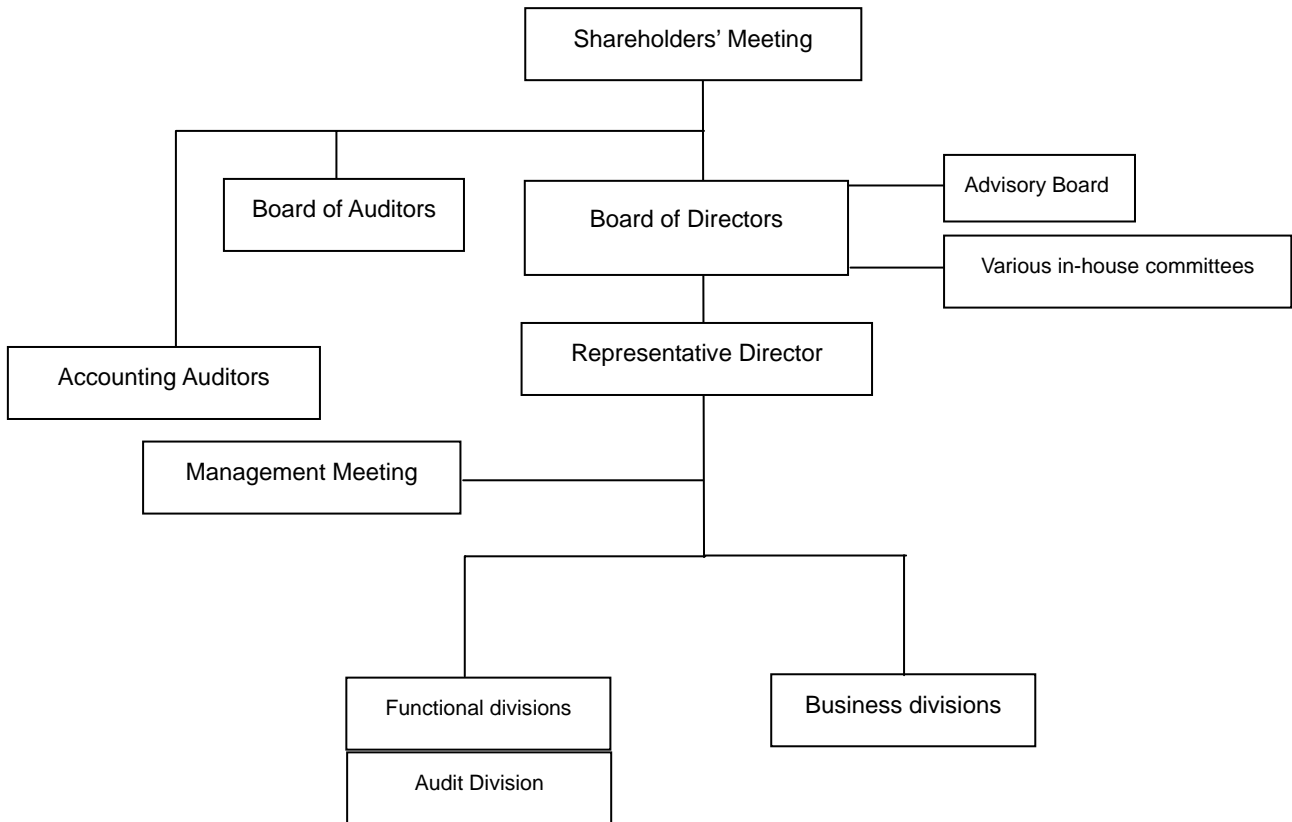 Shareholders’ Meeting
Board of Auditors
Board of Directors
Advisory Board
Various in-house committees
Accounting Auditors
Representative Director
Management Meeting
Functional divisions
Business divisions
Audit Division